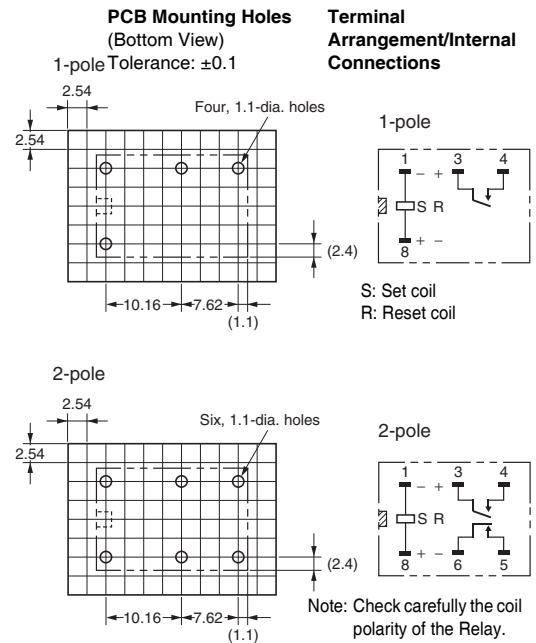 PCB Mounting Holes
(Bottom View)
Tolerance: ±0.1
Terminal
Arrangement/Internal
Connections
1-pole
2.54
2.54
Four, 1.1-dia. holes
(2.4)
10.16
7.62
(1.1)
1-pole
1
3
4
- +
S R
+ -
8
S: Set coil
R: Reset coil
2-pole
2.54
2.54
Six, 1.1-dia. holes
(2.4)
10.16
7.62
(1.1)
2-pole
1
3
4
- +
S R
+ -
8
6
5
Note: Check carefully the coil
polarity of the Relay.